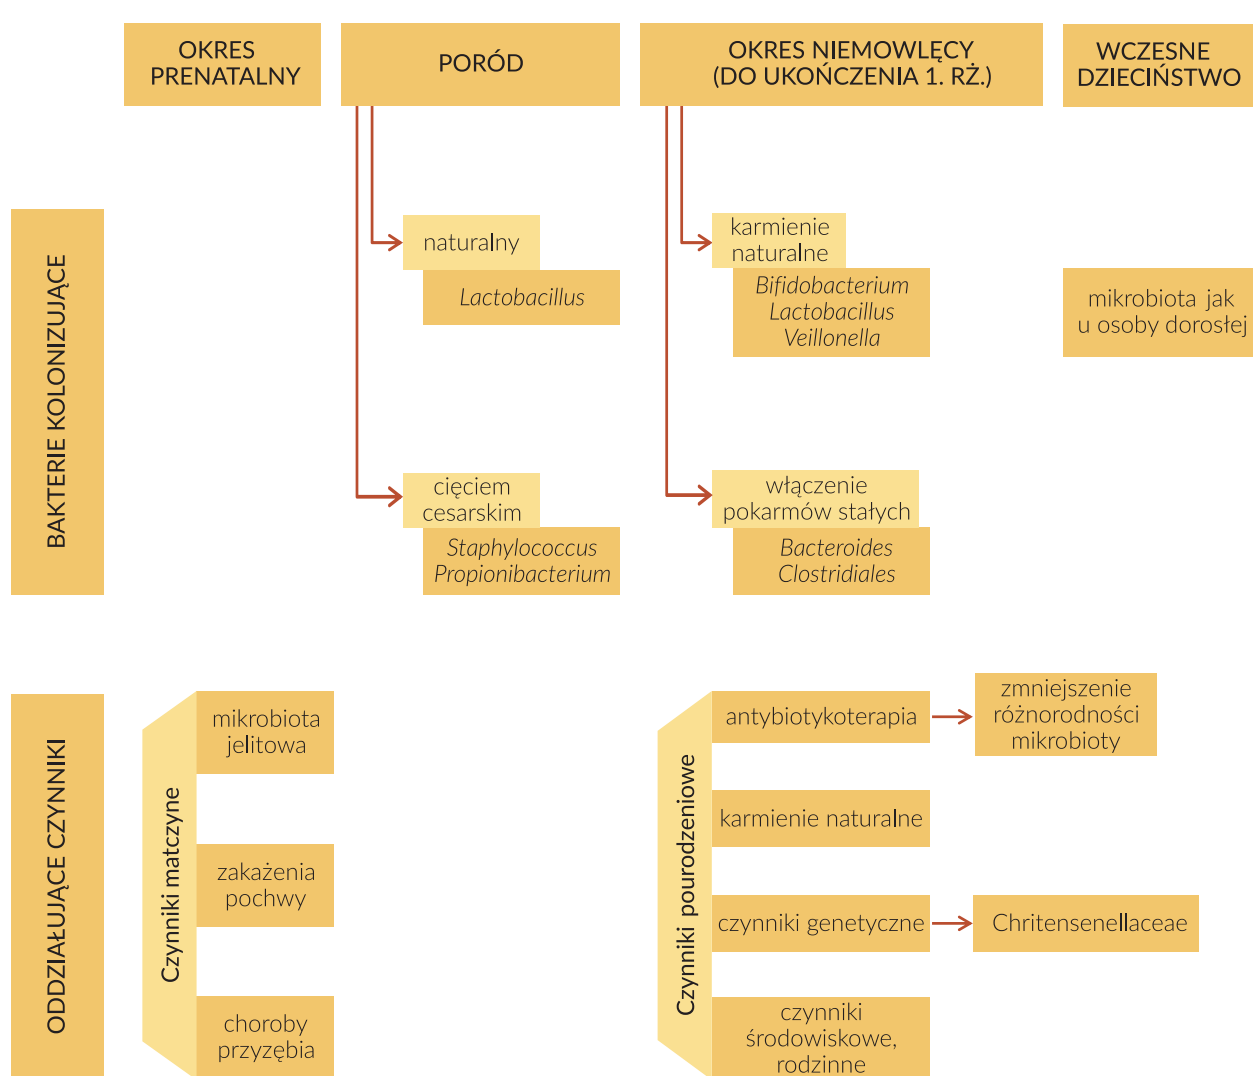 OKRES
PRENATALNY
PORÓD
OKRES NIEMOWLĘCY
(DO UKOŃCZENIA 1. RŻ.)
WCZESNE
DZIECIŃSTWO
BAKTERIE KOLONIZUJĄCE
naturalny
Lactobacillus
karmienie
naturalne
Bifidobacterium
Lactobacillus
Veillonella
mikrobiota jak
u osoby dorosłej
cięciem
cesarskim
Staphylococcus
Propionibacterium
włączenie
pokarmów stałych
Bacteroides
Clostridiales
ODDZIAŁUJĄCE CZYNNIKI
Czynniki matczyne
mikrobiota
jelitowa
zakażenia
pochwy
choroby
przyzębia
Czynniki pourodzeniowe
antybiotykoterapia
zmniejszenie
różnorodności
mikrobioty
karmienie naturalne
czynniki genetyczne
Chritensenellaceae
czynniki
środowiskowe,
rodzinne